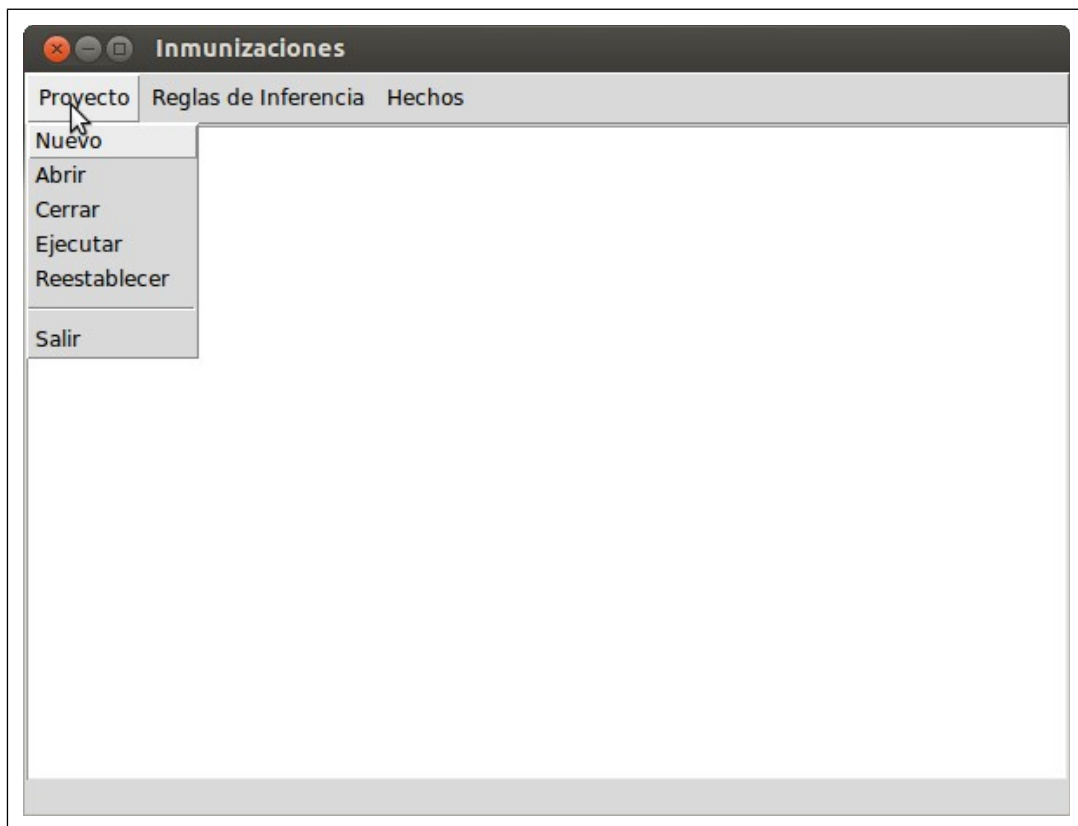 Inmunizaciones
Proyecto Reglas de Inferencia Hechos
Nuevo
Abrir
Cerrar
Ejecutar
Reestablecer
Salir